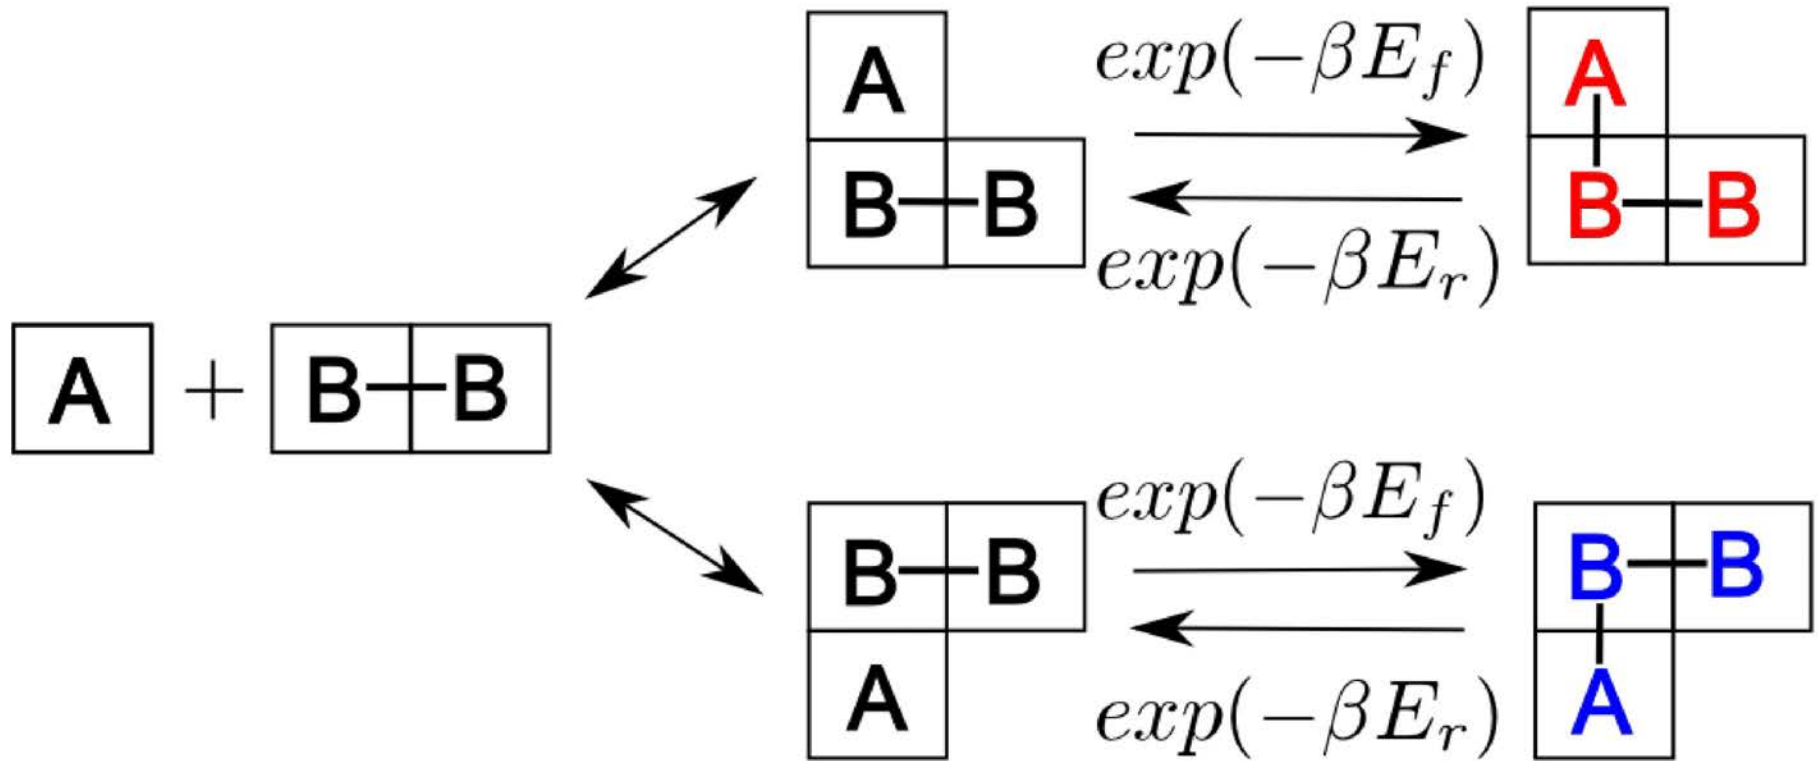 A + B—B
A
B—B
exp(−βE_f)
exp(−βE_r)
A
B—B
B—B
A
exp(−βE_f)
exp(−βE_r)
B—B
A